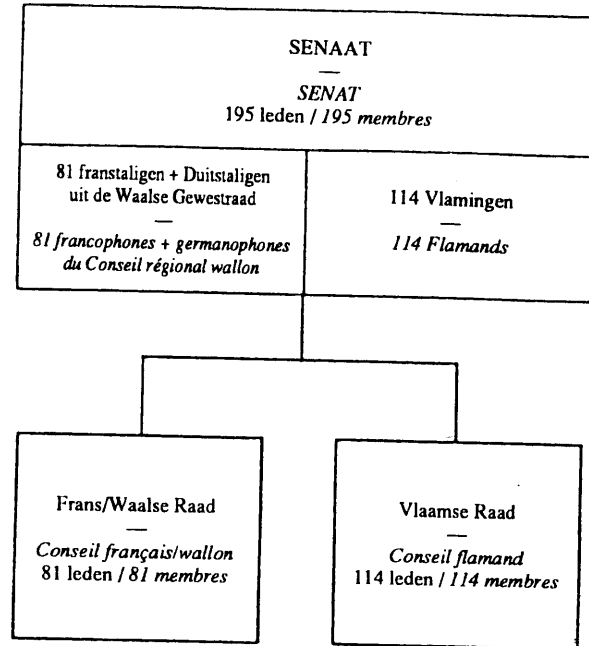 SENAAT
—
SENAT
195 leden / 195 membres
81 franstaligen + Duitstaligen
uit de Waalse Gewestraad
—
81 francophones + germanophones
du Conseil régional wallon
114 Vlamingen
—
114 Flamands
Frans/Waalse Raad
—
Conseil français/wallon
81 leden / 81 membres
Vlaamse Raad
—
Conseil flamand
114 leden / 114 membres